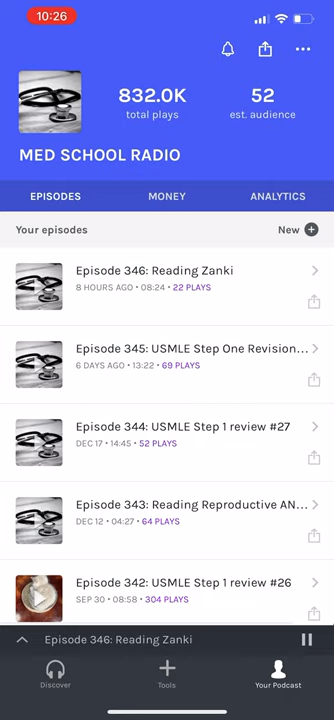 10:26
832.0K
52
total plays
est. audience
MED SCHOOL RADIO
EPISODES
MONEY
ANALYTICS
Your episodes
New
Episode 346: Reading Zanki
8 HOURS AGO • 08:24 • 22 PLAYS
Episode 345: USMLE Step One Revision...
6 DAYS AGO • 13:22 • 69 PLAYS
Episode 344: USMLE Step 1 review #27
DEC 17 • 14:45 • 52 PLAYS
Episode 343: Reading Reproductive AN...
DEC 12 • 04:27 • 64 PLAYS
Episode 342: USMLE Step 1 review #26
SEP 30 • 08:58 • 304 PLAYS
Episode 346: Reading Zanki
Discover
Tools
Your Podcast